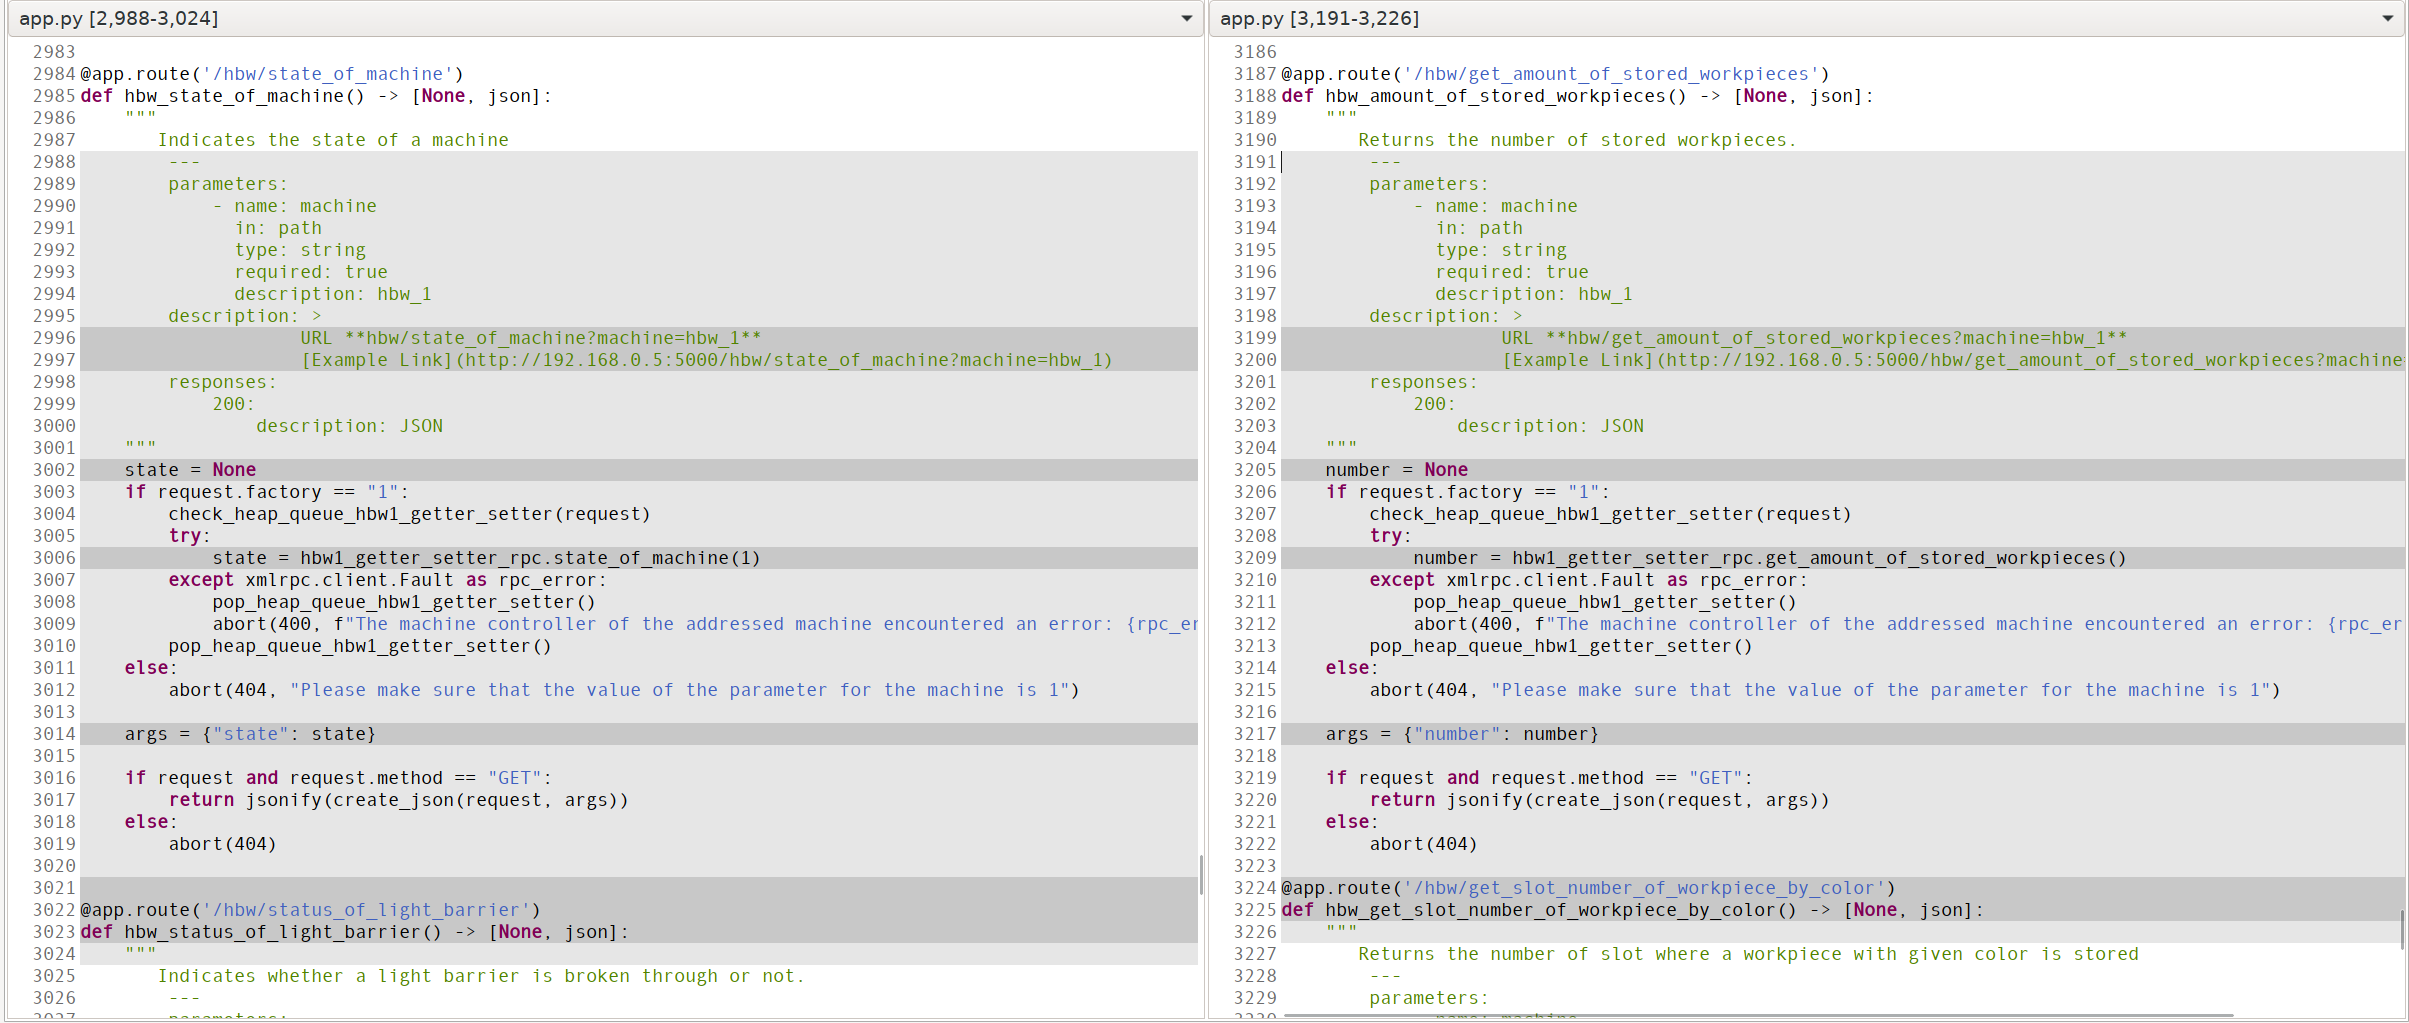 app.py [2,988-3,024]
2983
2984 @app.route('/hbw/state_of_machine')
2985 def hbw_state_of_machine() -> [None, json]:
2986     """
2987        Indicates the state of a machine
2988         ---
2989         parameters:
2990             - name: machine
2991               in: path
2992               type: string
2993               required: true
2994               description: hbw_1
2995         description: >
2996                     URL **hbw/state_of_machine?machine=hbw_1**
2997                     [Example Link](http://192.168.0.5:5000/hbw/state_of_machine?machine=hbw_1)
2998         responses:
2999             200:
3000                 description: JSON
3001     """
3002     state = None
3003     if request.factory == "1":
3004         check_heap_queue_hbw1_getter_setter(request)
3005         try:
3006             state = hbw1_getter_setter_rpc.state_of_machine(1)
3007         except xmlrpc.client.Fault as rpc_error:
3008             pop_heap_queue_hbw1_getter_setter()
3009             abort(400, f"The machine controller of the addressed machine encountered an error: {rpc_er
3010         pop_heap_queue_hbw1_getter_setter()
3011     else:
3012         abort(404, "Please make sure that the value of the parameter for the machine is 1")
3013
3014     args = {"state": state}
3015
3016     if request and request.method == "GET":
3017         return jsonify(create_json(request, args))
3018     else:
3019         abort(404)
3020
3021
3022 @app.route('/hbw/status_of_light_barrier')
3023 def hbw_status_of_light_barrier() -> [None, json]:
3024     """
3025        Indicates whether a light barrier is broken through or not.
3026         ---
3027         parameters:
app.py [3,191-3,226]
3186
3187 @app.route('/hbw/get_amount_of_stored_workpieces')
3188 def hbw_amount_of_stored_workpieces() -> [None, json]:
3189     """
3190        Returns the number of stored workpieces.
3191         ---
3192         parameters:
3193             - name: machine
3194               in: path
3195               type: string
3196               required: true
3197               description: hbw_1
3198         description: >
3199                     URL **hbw/get_amount_of_stored_workpieces?machine=hbw_1**
3200                     [Example Link](http://192.168.0.5:5000/hbw/get_amount_of_stored_workpieces?machine
3201         responses:
3202             200:
3203                 description: JSON
3204     """
3205     number = None
3206     if request.factory == "1":
3207         check_heap_queue_hbw1_getter_setter(request)
3208         try:
3209             number = hbw1_getter_setter_rpc.get_amount_of_stored_workpieces()
3210         except xmlrpc.client.Fault as rpc_error:
3211             pop_heap_queue_hbw1_getter_setter()
3212             abort(400, f"The machine controller of the addressed machine encountered an error: {rpc_er
3213         pop_heap_queue_hbw1_getter_setter()
3214     else:
3215         abort(404, "Please make sure that the value of the parameter for the machine is 1")
3216
3217     args = {"number": number}
3218
3219     if request and request.method == "GET":
3220         return jsonify(create_json(request, args))
3221     else:
3222         abort(404)
3223
3224 @app.route('/hbw/get_slot_number_of_workpiece_by_color')
3225 def hbw_get_slot_number_of_workpiece_by_color() -> [None, json]:
3226     """
3227        Returns the number of slot where a workpiece with given color is stored
3228         ---
3229         parameters:
3230             - name: machine